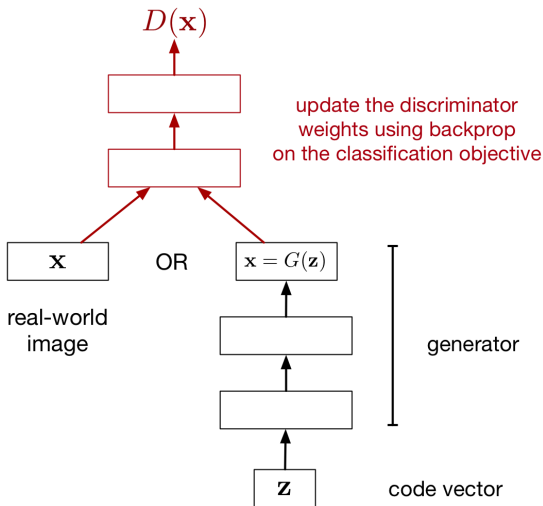 D(x)
update the discriminator
weights using backprop
on the classification objective
x
OR
x = G(z)
real-world
image
generator
z
code vector